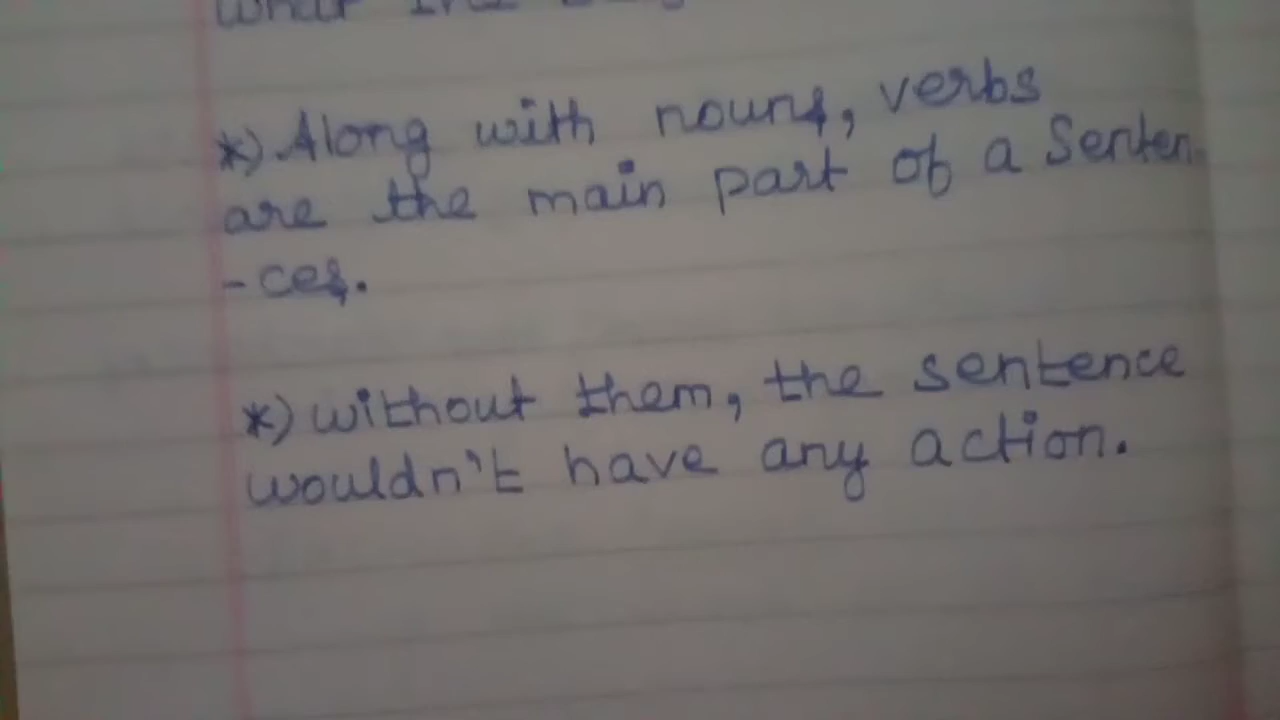 *) Along with nouns, verbs
are the main part of a Senten
-ces.
*) without them, the sentence
wouldn't have any action.